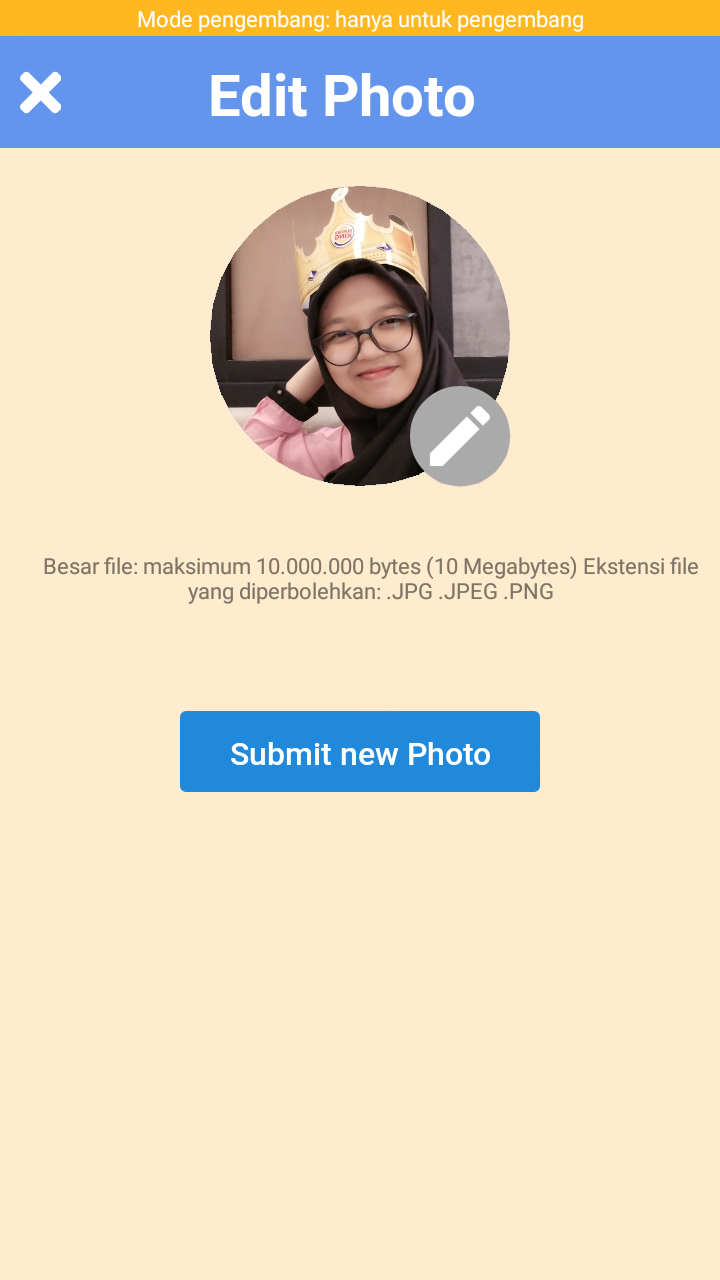 Mode pengembang: hanya untuk pengembang
Edit Photo
Besar file: maksimum 10.000.000 bytes (10 Megabytes) Ekstensi file
yang diperbolehkan: .JPG .JPEG .PNG
Submit new Photo